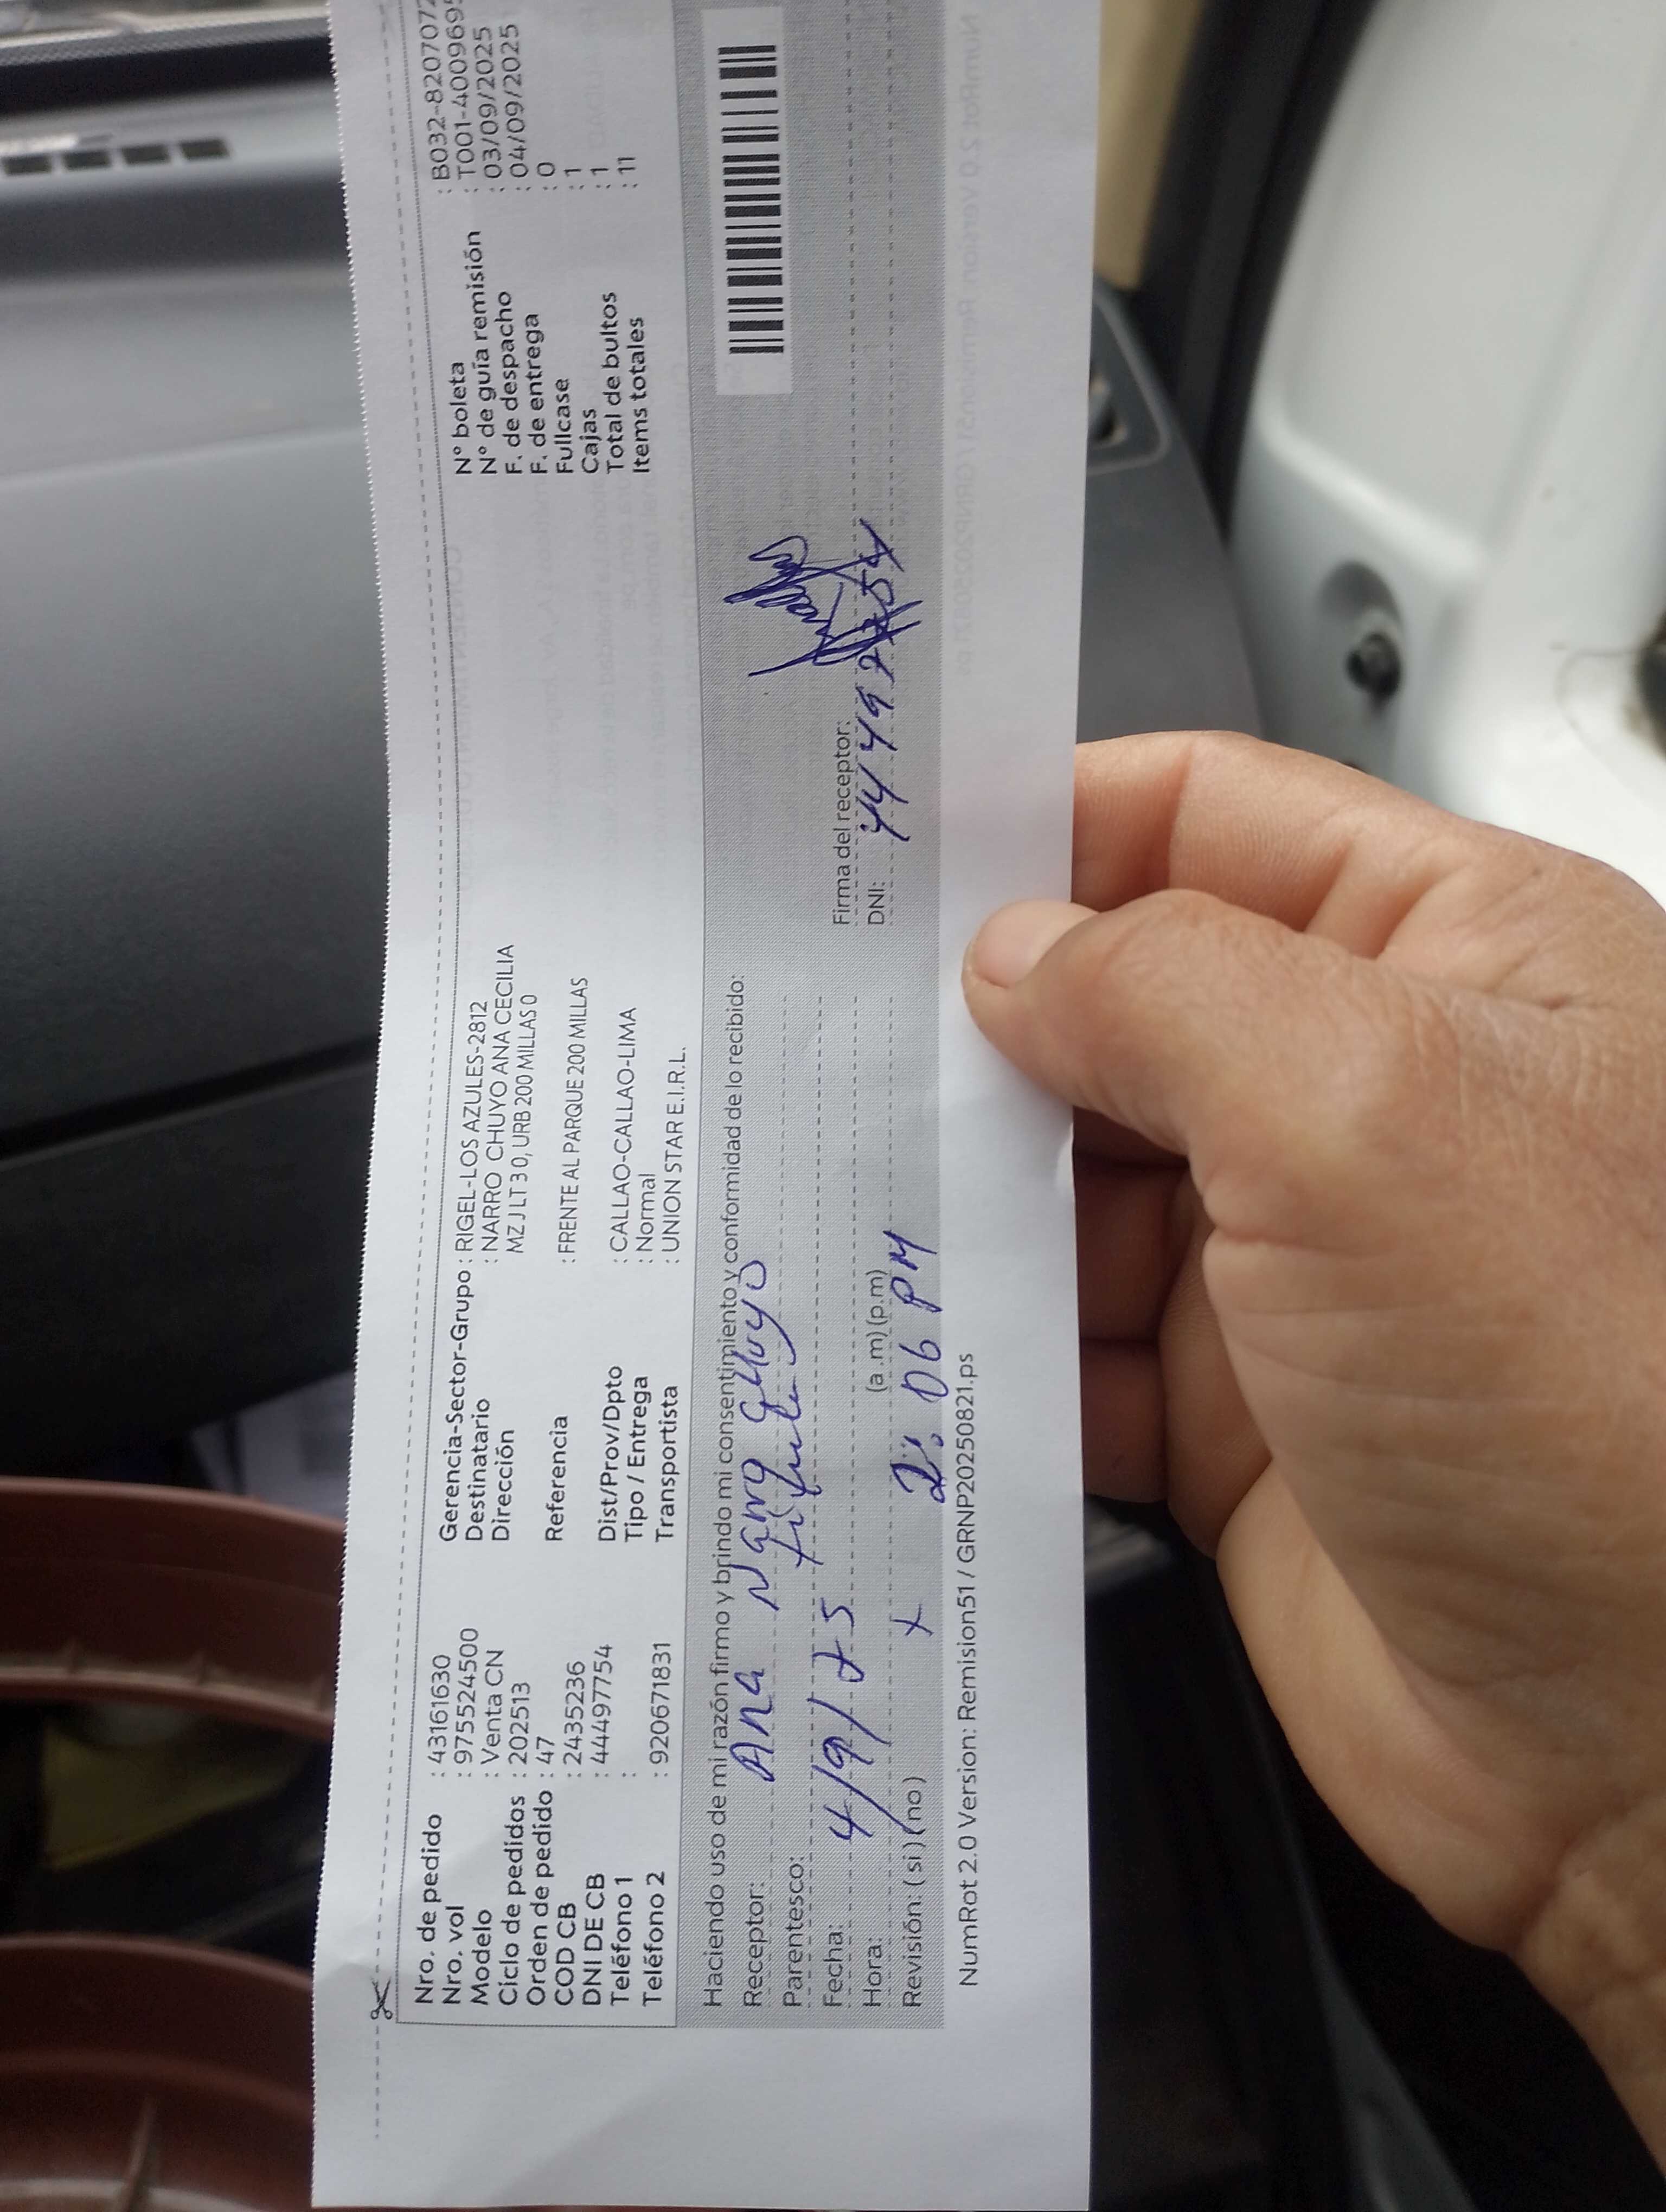 Nro. de pedido : 43161630
Nro. vol : 975524500
Modelo : Venta CN
Ciclo de pedidos : 202513
Orden de pedido : 47
COD CB : 2435236
DNI DE CB : 44497754
Teléfono 1 :
Teléfono 2 : 920671831
Gerencia-Sector-Grupo : RIGEL-LOS AZULES-2812
Destinatario : NARRO CHUYO ANA CECILIA
Dirección MZ J LT 3 0, URB 200 MILLAS 0
Referencia : FRENTE AL PARQUE 200 MILLAS
Dist/Prov/Dpto : CALLAO-CALLAO-LIMA
Tipo / Entrega : Normal
Transportista : UNION STAR E.I.R.L.
N° boleta : B032-8207072
N° de guía remisión : T001-4009695
F. de despacho : 03/09/2025
F. de entrega : 04/09/2025
Fullcase : 0
Cajas : 1
Total de bultos : 1
Items totales : 11
Haciendo uso de mi razón firmo y brindo mi consentimiento y conformidad de lo recibido:
Receptor: Ana Narro Chuyo
Parentesco: titular
Fecha: 4/9/25
Hora: (a.m) (p.m)
2:06 PM
Revisión: ( si ) ( no ) x
Firma del receptor:
DNI: 44497754
NumRot 2.0 Version: Remision51 / GRNP20250821.ps